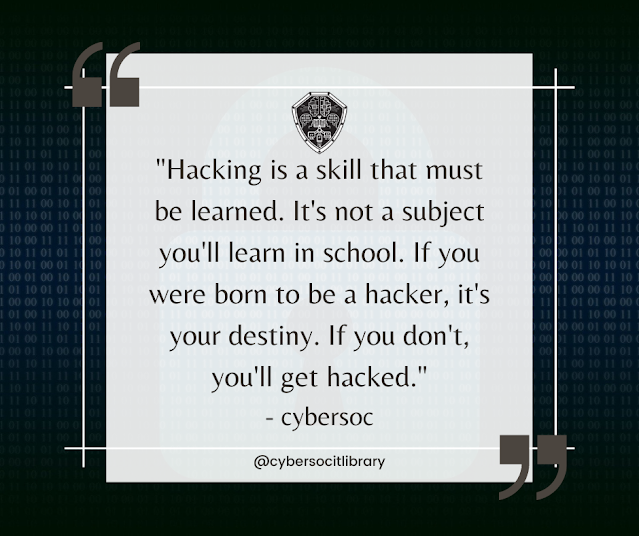 "Hacking is a skill that must
be learned. It's not a subject
you'll learn in school. If you
were born to be a hacker, it's
your destiny. If you don't,
you'll get hacked."
- cybersoc
@cybersocitlibrary